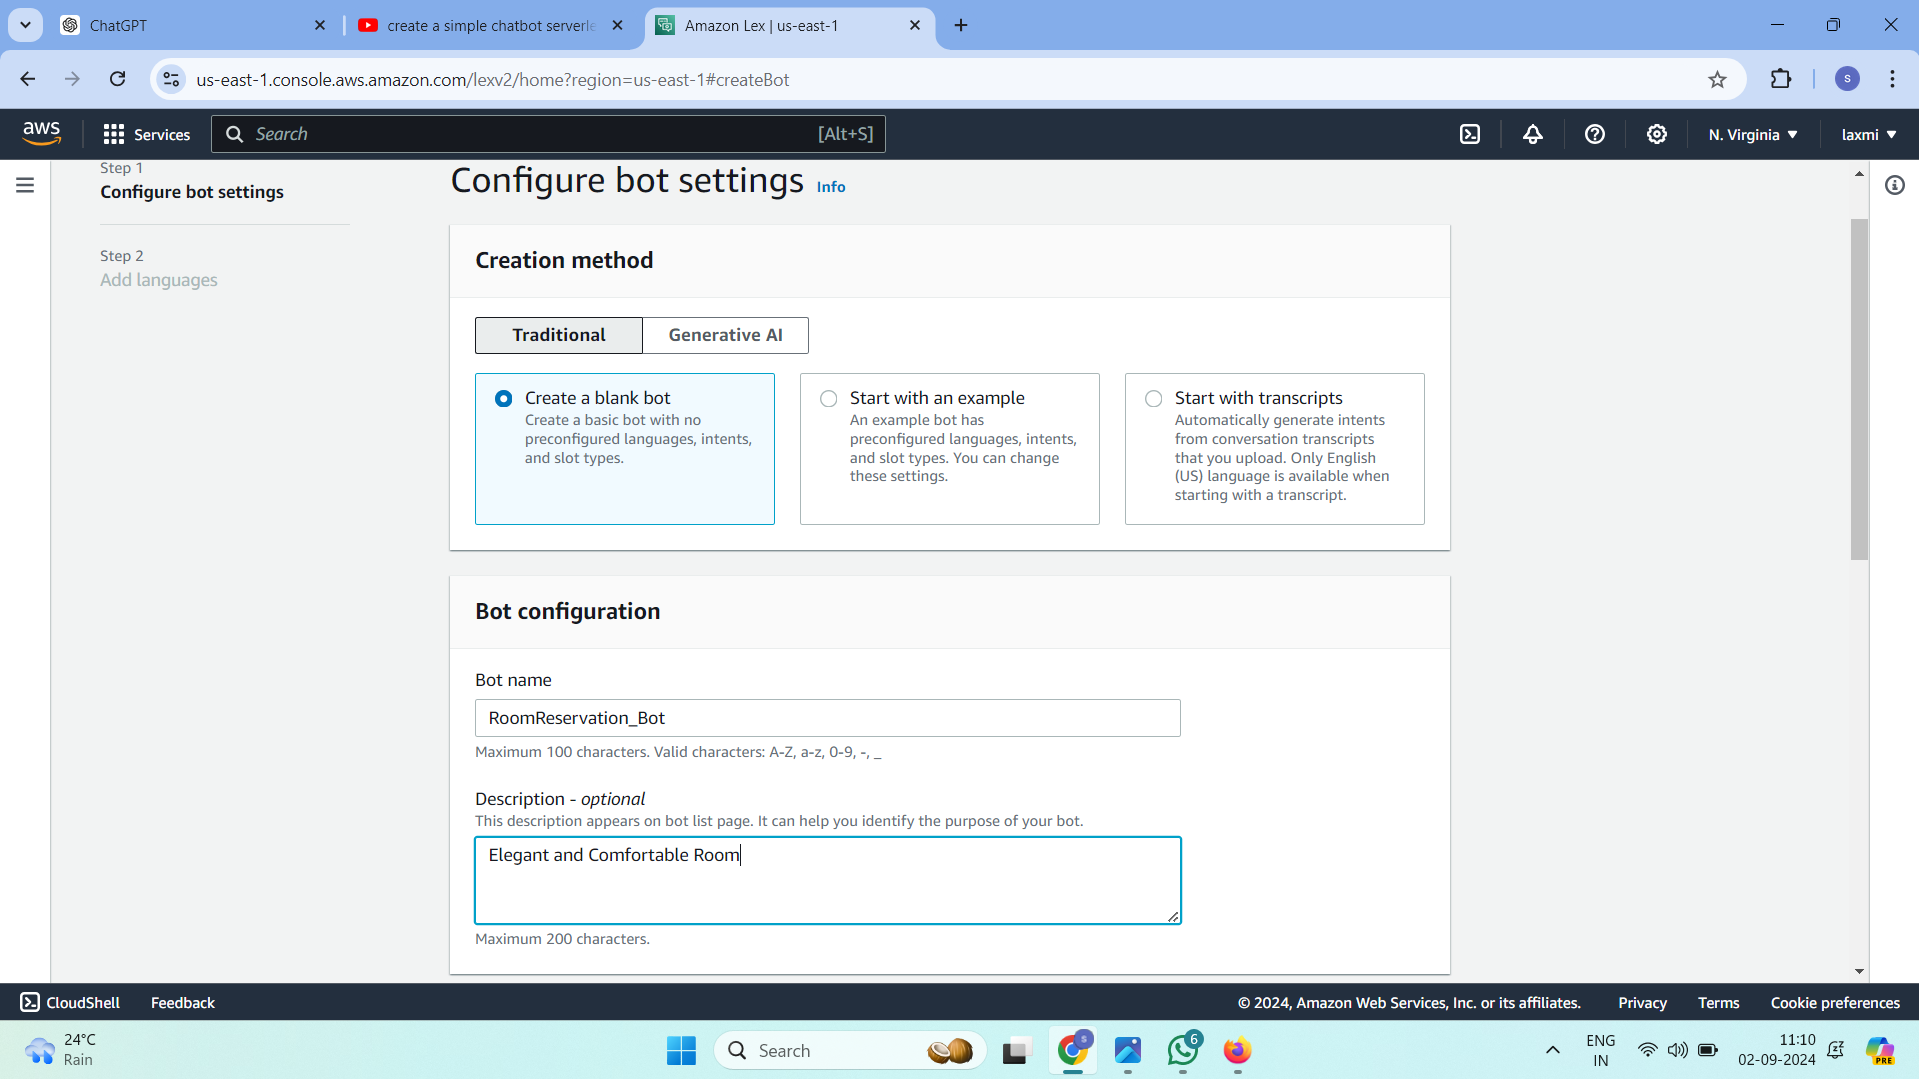 ChatGPT
create a simple chatbot serverle
Amazon Lex | us-east-1
us-east-1.console.aws.amazon.com/lexv2/home?region=us-east-1#createBot
S
aws
Services
Search
[Alt+S]
N. Virginia
laxmi
Step 1
Configure bot settings
Step 2
Add languages
Configure bot settings
Info
Creation method
Traditional
Generative AI
Create a blank bot
Create a basic bot with no
preconfigured languages, intents,
and slot types.
Start with an example
An example bot has
preconfigured languages, intents,
and slot types. You can change
these settings.
Start with transcripts
Automatically generate intents
from conversation transcripts
that you upload. Only English
(US) language is available when
starting with a transcript.
Bot configuration
Bot name
RoomReservation_Bot
Maximum 100 characters. Valid characters: A-Z, a-z, 0-9, -, _
Description - optional
This description appears on bot list page. It can help you identify the purpose of your bot.
Elegant and Comfortable Room
Maximum 200 characters.
CloudShell
Feedback
© 2024, Amazon Web Services, Inc. or its affiliates.
Privacy
Terms
Cookie preferences
24°C
Rain
Search
S
6
ENG
IN
11:10
02-09-2024
PRE